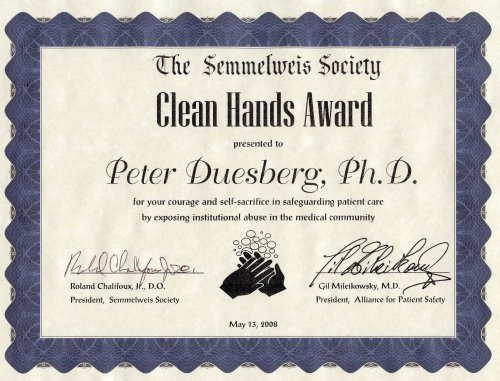 The Semmelweis Society
Clean Hands Award
presented to
Peter Duesberg, Ph.D.
for your courage and self-sacrifice in safeguarding patient care
by exposing institutional abuse in the medical community
Roland Chalifoux, Jr., D.O.
President, Semmelweis Society
Gil Mileikowsky, M.D.
President, Alliance for Patient Safety
May 13, 2008